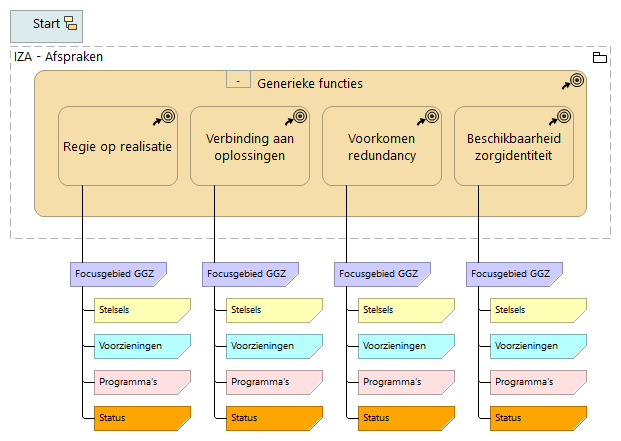 Start
IZA - Afspraken
- Generieke functies
Regie op realisatie
Verbinding aan
oplossingen
Voorkomen
redundancy
Beschikbaarheid
zorgidentiteit
Focusgebied GGZ
Stelsels
Voorzieningen
Programma's
Status
Focusgebied GGZ
Stelsels
Voorzieningen
Programma's
Status
Focusgebied GGZ
Stelsels
Voorzieningen
Programma's
Status
Focusgebied GGZ
Stelsels
Voorzieningen
Programma's
Status